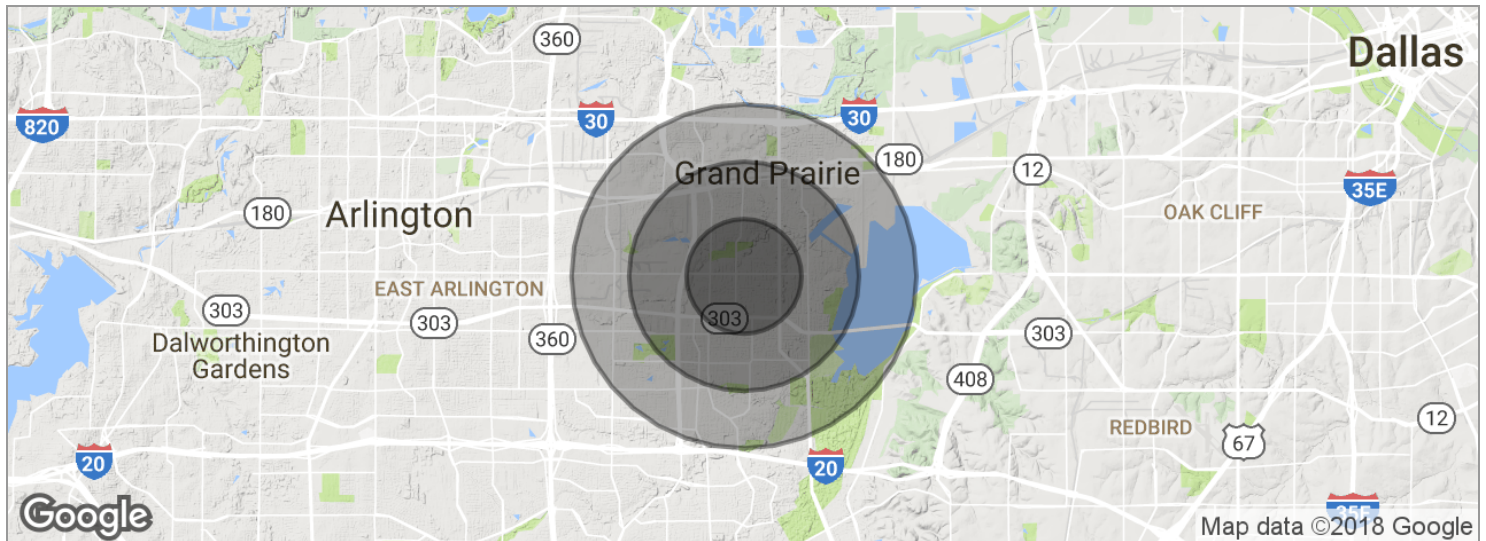 360
Dallas
820
30
30
180
Grand Prairie
12
35E
180
Arlington
OAK CLIFF
EAST ARLINGTON
303
303
303
303
360
Dalworthington
Gardens
408
12
REDBIRD
67
20
20
35E
Google
Map data ©2018 Google